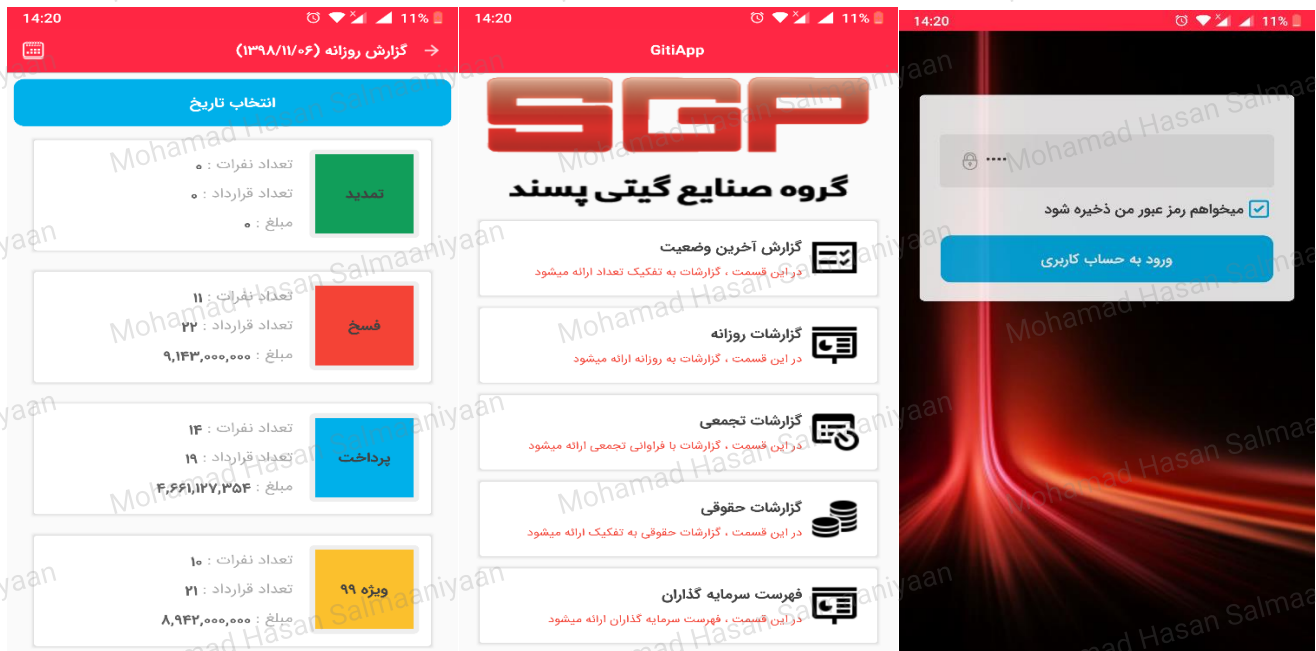 14:20
11%
گزارش روزانه (۱۳۹۸/۱۱/۰۶)
انتخاب تاریخ
تمدید
تعداد نفرات : ۰
تعداد قرارداد : ۰
مبلغ : ۰
فسخ
تعداد نفرات : ۱۱
تعداد قرارداد : ۲۲
مبلغ : ۹,۱۴۳,۰۰۰,۰۰۰
پرداخت
تعداد نفرات : ۱۴
تعداد قرارداد : ۱۹
مبلغ : ۴,۶۶۱,۱۲۷,۳۵۴
ویژه ۹۹
تعداد نفرات : ۱۰
تعداد قرارداد : ۲۱
مبلغ : ۸,۹۴۲,۰۰۰,۰۰۰
14:20
11%
GitiApp
SGP
گروه صنایع گیتی پسند
گزارش آخرین وضعیت
در این قسمت ، گزارشات به تفکیک تعداد ارائه میشود
گزارشات روزانه
در این قسمت ، گزارشات به روزانه ارائه میشود
گزارشات تجمعی
در این قسمت ، گزارشات با فراوانی تجمعی ارائه میشود
گزارشات حقوقی
در این قسمت ، گزارشات حقوقی به تفکیک ارائه میشود
فهرست سرمایه گذاران
در این قسمت ، فهرست سرمایه گذاران ارائه میشود
14:20
11%
میخواهم رمز عبور من ذخیره شود
ورود به حساب کاربری
Mohamad Hasan Salmaaniyaan